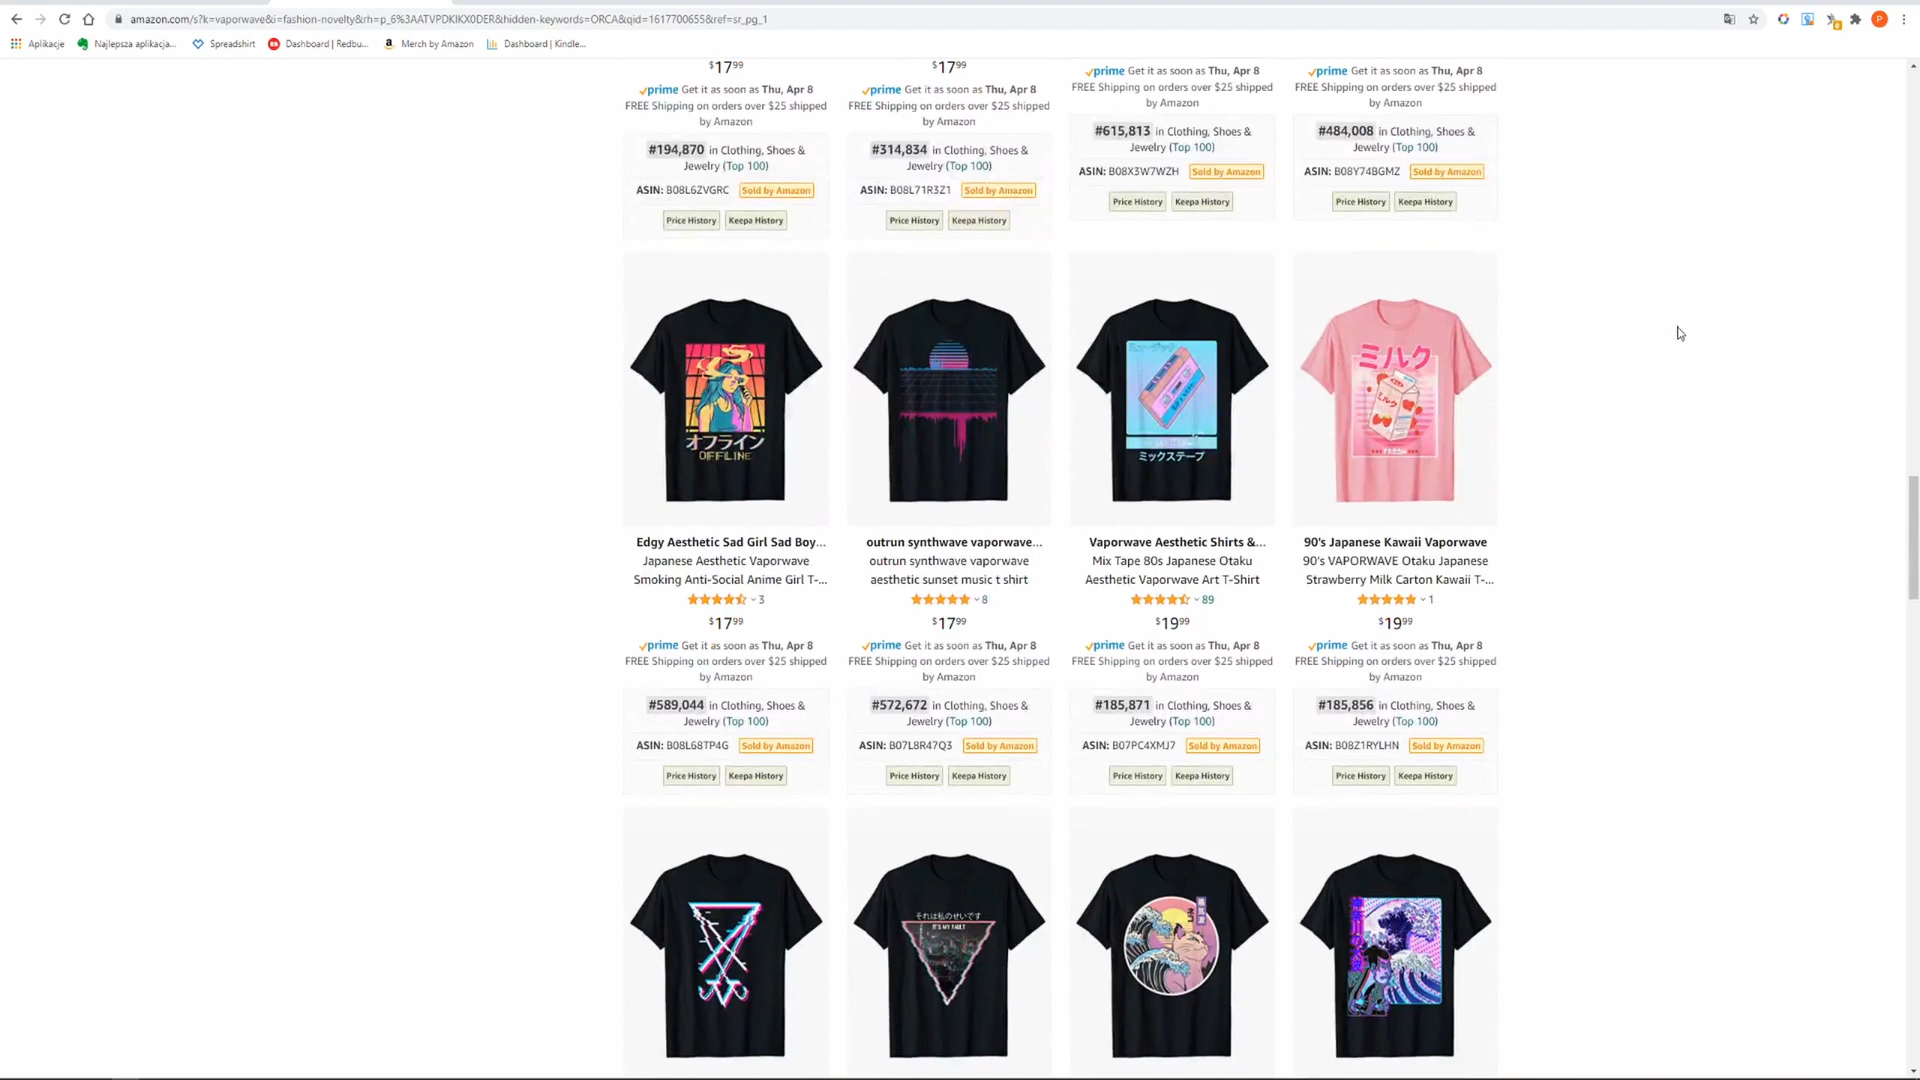 amazon.com/s?k=vaporwave&i=fashion-novelty&rh=p_6%3AATVPDKIKX0DER&hidden-keywords=ORCA&qid=1617700655&ref=sr_pg_1
P
Aplikacje
Najlepsza aplikacja...
Spreadshirt
Dashboard | Redbu...
Merch by Amazon
Dashboard | Kindle...
$17.99
$17.99
prime Get it as soon as Thu, Apr 8
FREE Shipping on orders over $25 shipped
by Amazon
prime Get it as soon as Thu, Apr 8
FREE Shipping on orders over $25 shipped
by Amazon
prime Get it as soon as Thu, Apr 8
FREE Shipping on orders over $25 shipped
by Amazon
prime Get it as soon as Thu, Apr 8
FREE Shipping on orders over $25 shipped
by Amazon
#194,870 in Clothing, Shoes &
Jewelry (Top 100)
ASIN: B08L6ZVGRC Sold by Amazon
Price History Keepa History
#314,834 in Clothing, Shoes &
Jewelry (Top 100)
ASIN: B08L71R3Z1 Sold by Amazon
Price History Keepa History
#615,813 in Clothing, Shoes &
Jewelry (Top 100)
ASIN: B08X3W7WZH Sold by Amazon
Price History Keepa History
#484,008 in Clothing, Shoes &
Jewelry (Top 100)
ASIN: B08Y74BGMZ Sold by Amazon
Price History Keepa History
オフライン
OFFLINE
ミックステープ
ミルク
ミルク
Edgy Aesthetic Sad Girl Sad Boy...
Japanese Aesthetic Vaporwave
Smoking Anti-Social Anime Girl T-...
3
$17.99
prime Get it as soon as Thu, Apr 8
FREE Shipping on orders over $25 shipped
by Amazon
#589,044 in Clothing, Shoes &
Jewelry (Top 100)
ASIN: B08L68TP4G Sold by Amazon
Price History Keepa History
outrun synthwave vaporwave...
outrun synthwave vaporwave
aesthetic sunset music t shirt
8
$17.99
prime Get it as soon as Thu, Apr 8
FREE Shipping on orders over $25 shipped
by Amazon
#572,672 in Clothing, Shoes &
Jewelry (Top 100)
ASIN: B07L8R47Q3 Sold by Amazon
Price History Keepa History
Vaporwave Aesthetic Shirts &...
Mix Tape 80s Japanese Otaku
Aesthetic Vaporwave Art T-Shirt
89
$19.99
prime Get it as soon as Thu, Apr 8
FREE Shipping on orders over $25 shipped
by Amazon
#185,871 in Clothing, Shoes &
Jewelry (Top 100)
ASIN: B07PC4XMJ7 Sold by Amazon
Price History Keepa History
90's Japanese Kawaii Vaporwave
90's VAPORWAVE Otaku Japanese
Strawberry Milk Carton Kawaii T-...
1
$19.99
prime Get it as soon as Thu, Apr 8
FREE Shipping on orders over $25 shipped
by Amazon
#185,856 in Clothing, Shoes &
Jewelry (Top 100)
ASIN: B08Z1RYLHN Sold by Amazon
Price History Keepa History
それは私のせいです
IT'S MY FAULT